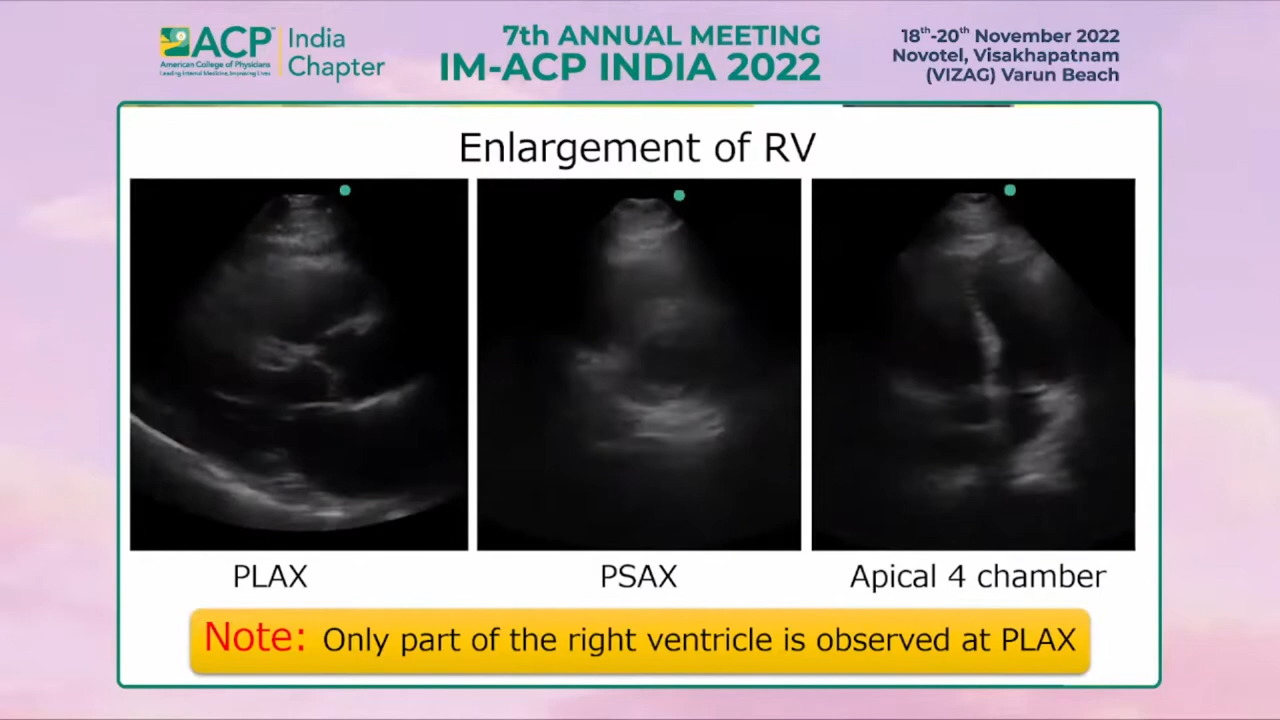 ACP
American College of Physicians
Leading Internal Medicine, Improving Lives
India
Chapter
7th ANNUAL MEETING
IM-ACP INDIA 2022
18th-20th November 2022
Novotel, Visakhapatnam
(VIZAG) Varun Beach
Enlargement of RV
PLAX
PSAX
Apical 4 chamber
Note: Only part of the right ventricle is observed at PLAX